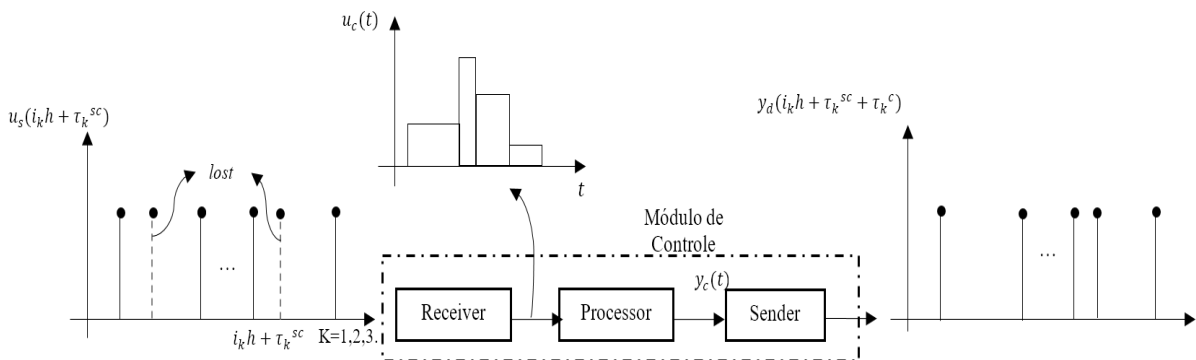 u_c(t)
u_s(i_k h + τ_k^{sc})
y_d(i_k h + τ_k^{sc} + τ_k^c)
lost
t
Módulo de
Controle
...
...
y_c(t)
Receiver
Processor
Sender
i_k h + τ_k^{sc} K=1,2,3.